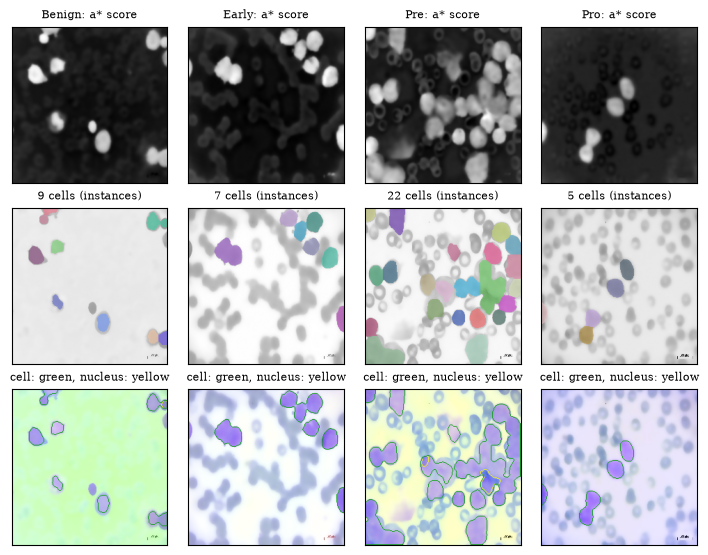 Benign: a* score
Early: a* score
Pre: a* score
Pro: a* score
9 cells (instances)
7 cells (instances)
22 cells (instances)
5 cells (instances)
cell: green, nucleus: yellow
cell: green, nucleus: yellow
cell: green, nucleus: yellow
cell: green, nucleus: yellow